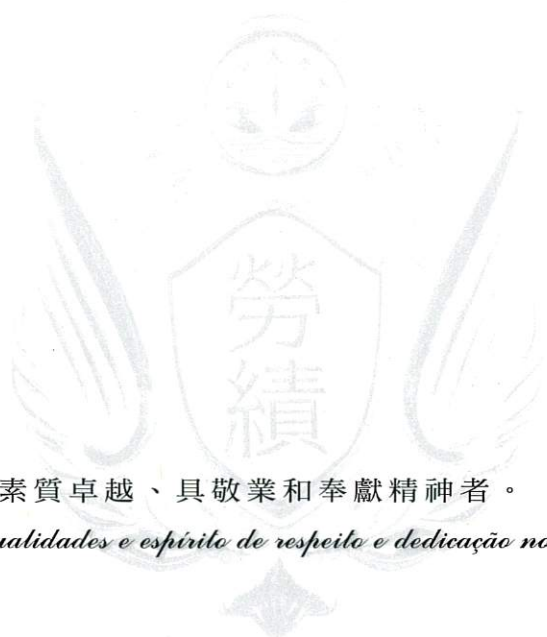 勞
績
素質卓越、具敬業和奉獻精神者。
ualidades e espírito de respeito e dedicação no